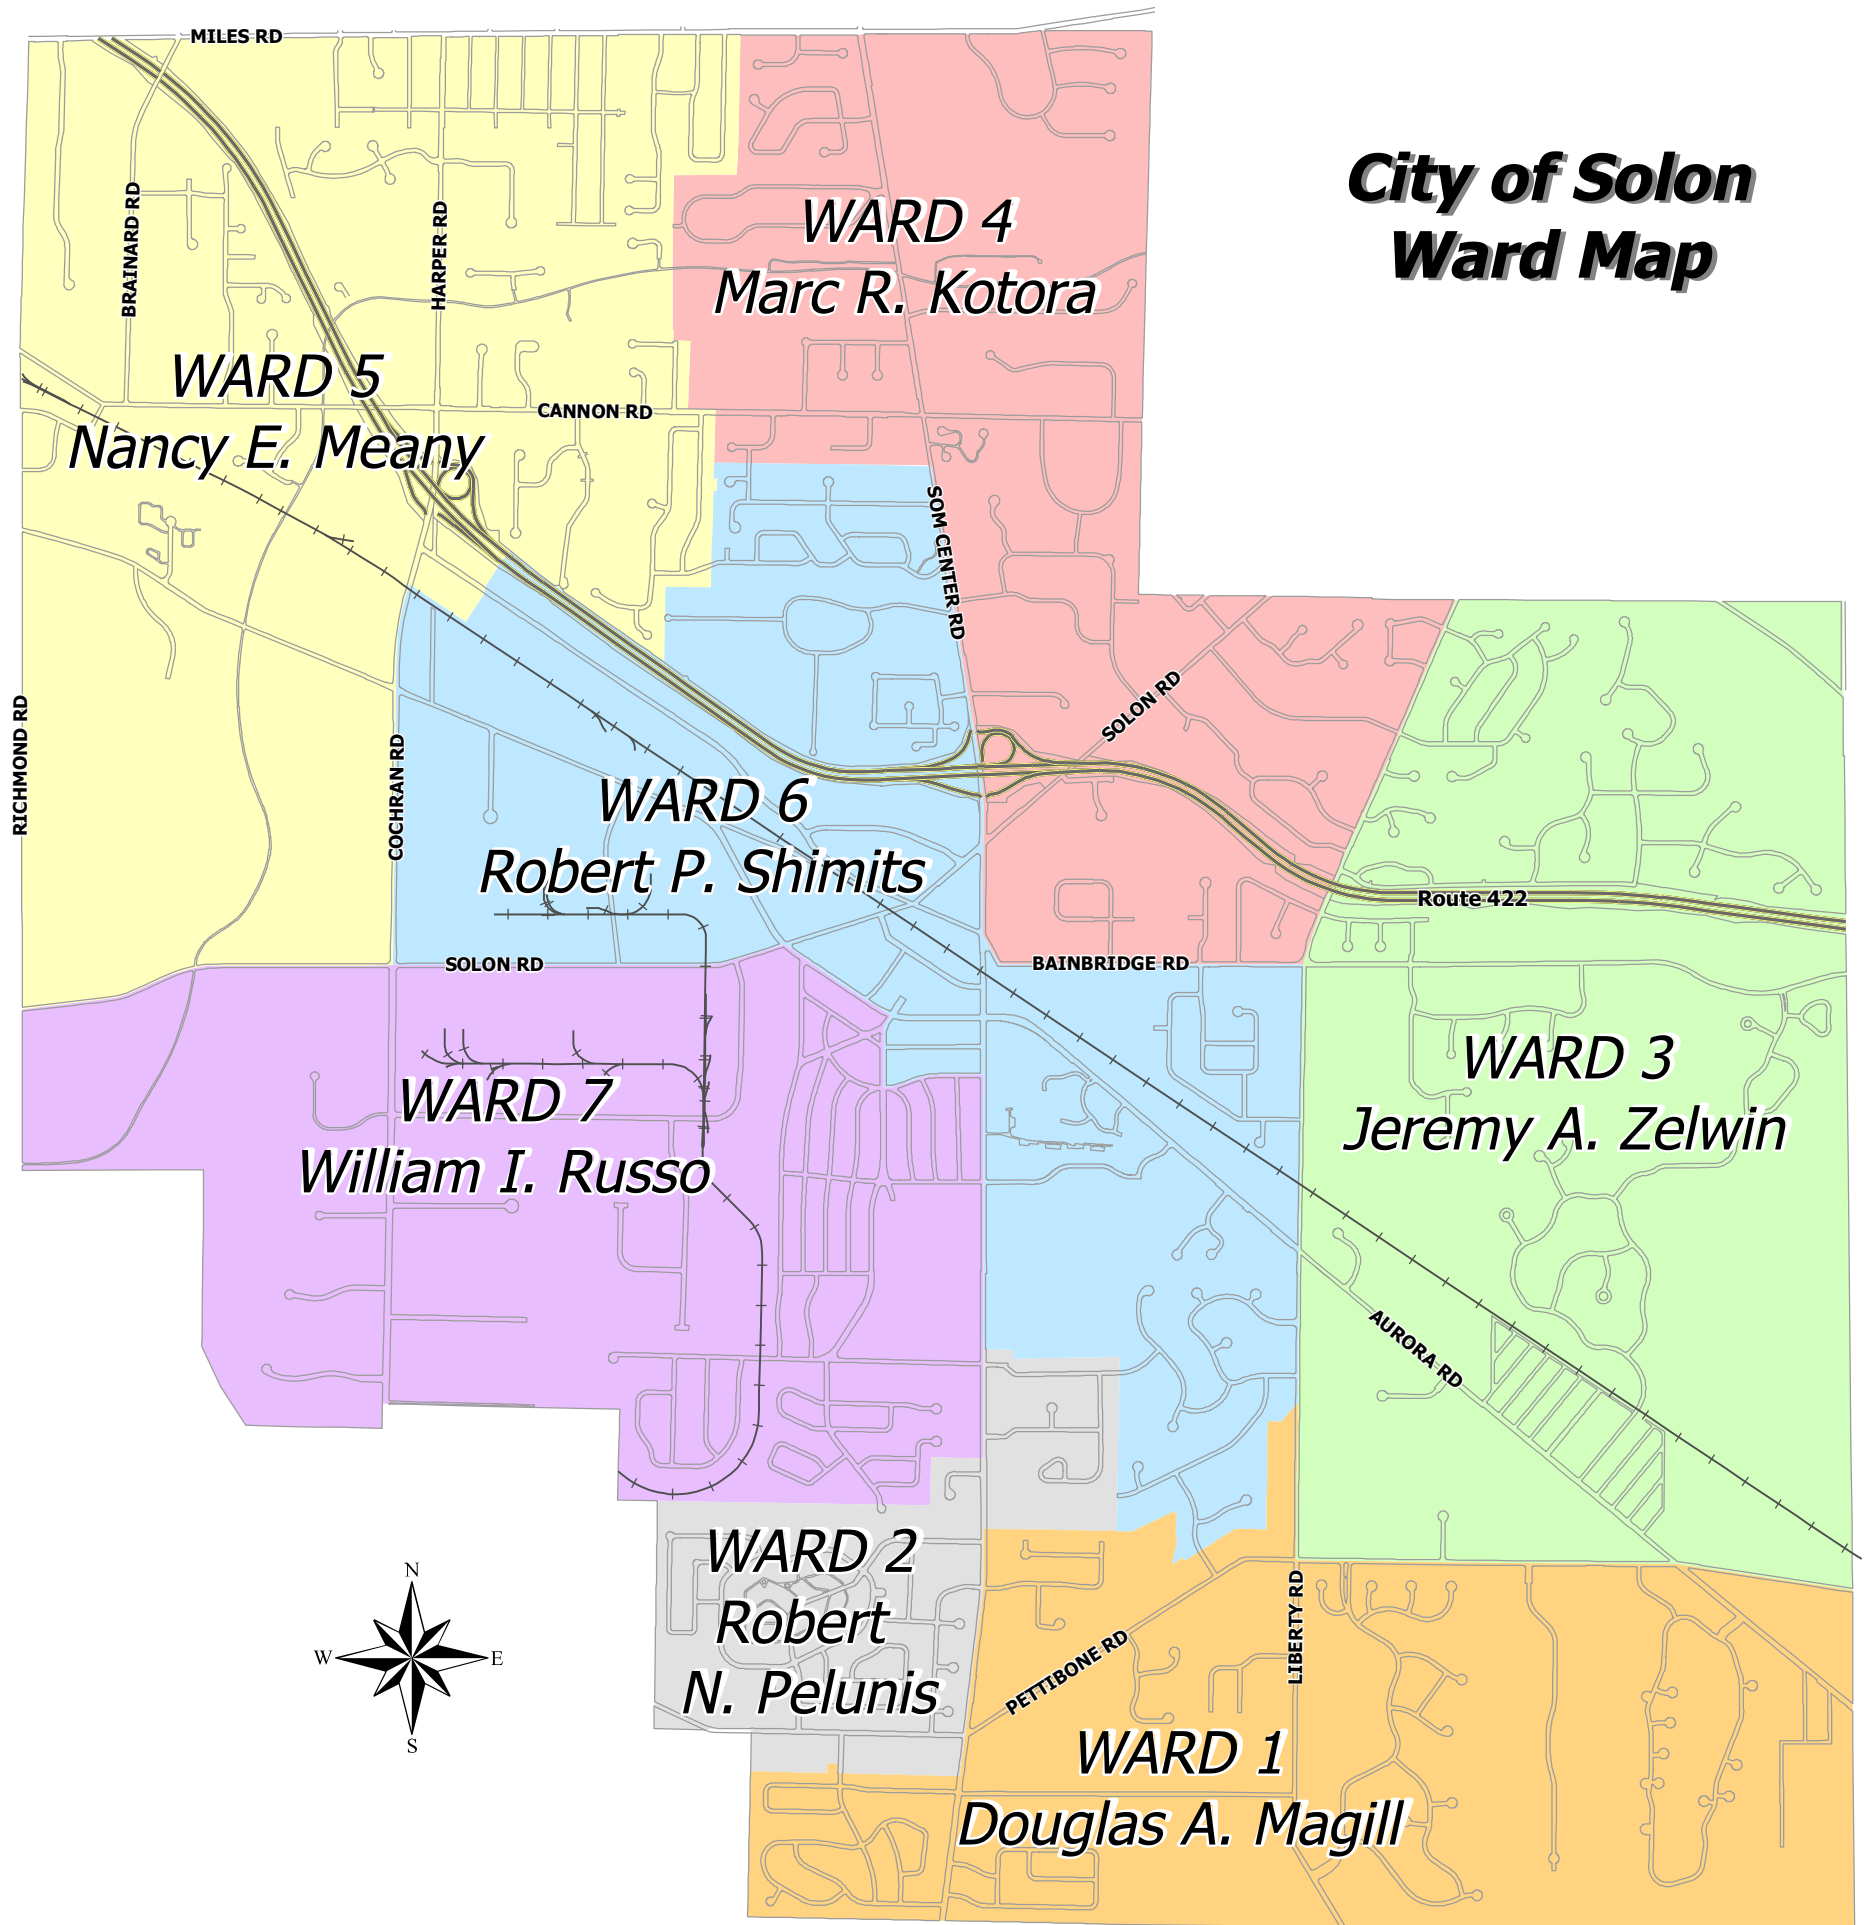 MILES RD
City of Solon
Ward Map
BRAINARD RD
HARPER RD
WARD 4
Marc R. Kotora
WARD 5
Nancy E. Meany
CANNON RD
SOM CENTER RD
SOLON RD
RICHMOND RD
COCHRAN RD
WARD 6
Robert P. Shimits
Route 422
SOLON RD
BAINBRIDGE RD
WARD 3
Jeremy A. Zelwin
WARD 7
William I. Russo
AURORA RD
WARD 2
Robert
N. Pelunis
N
W
E
S
LIBERTY RD
PETTIBONE RD
WARD 1
Douglas A. Magill